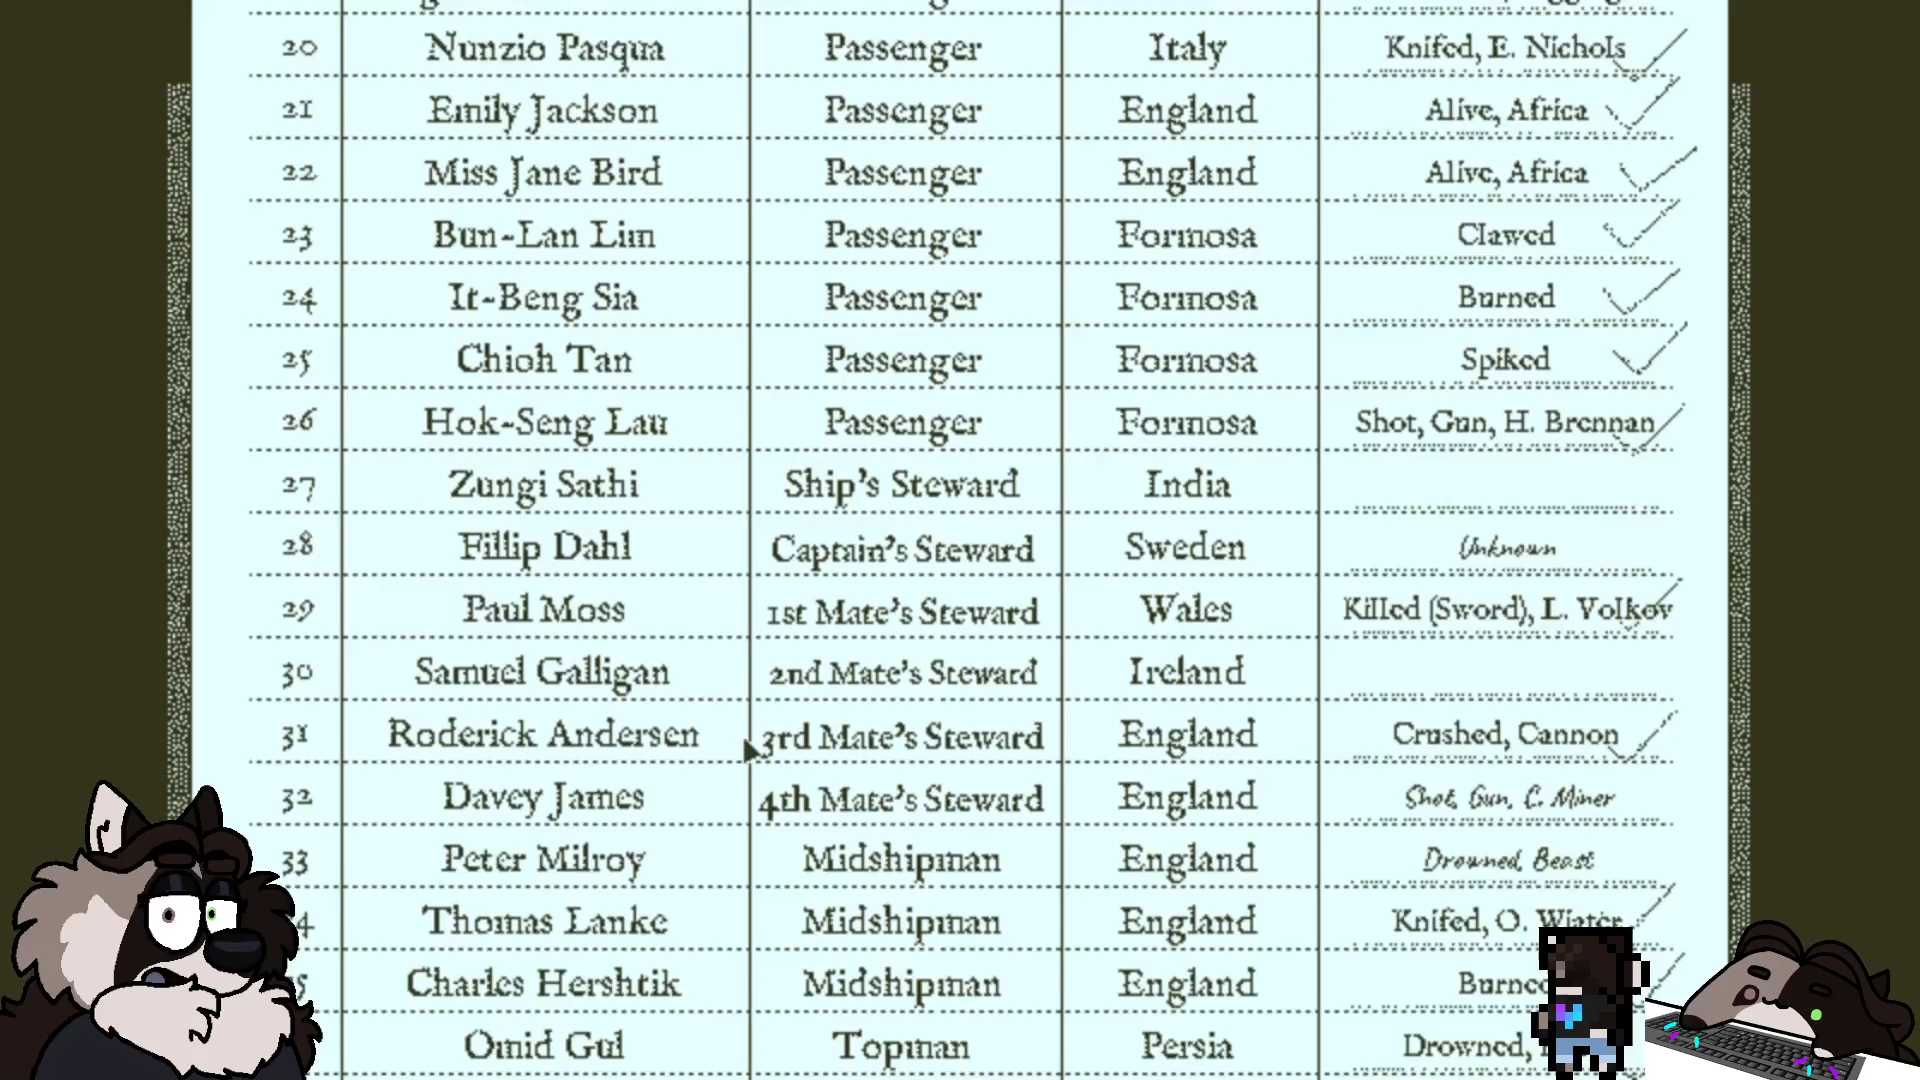 20 Nunzio Pasqua Passenger Italy Knifed, E. Nichols
21 Emily Jackson Passenger England Alive, Africa
22 Miss Jane Bird Passenger England Alive, Africa
23 Bun-Lan Lim Passenger Formosa Clawed
24 It-Beng Sia Passenger Formosa Burned
25 Chioh Tan Passenger Formosa Spiked
26 Hok-Seng Lau Passenger Formosa Shot, Gun, H. Brennan
27 Zungi Sathi Ship's Steward India
28 Fillip Dahl Captain's Steward Sweden Unknown
29 Paul Moss 1st Mate's Steward Wales Killed (Sword), L. Volkov
30 Samuel Galligan 2nd Mate's Steward Ireland
31 Roderick Andersen 3rd Mate's Steward England Crushed, Cannon
32 Davey James 4th Mate's Steward England Shot, Gun, C. Miner
33 Peter Milroy Midshipman England Drowned, Beast
4 Thomas Lanke Midshipman England Knifed, O. Wiater
5 Charles Hershtik Midshipman England Burned
Omid Gul Topman Persia Drowned,